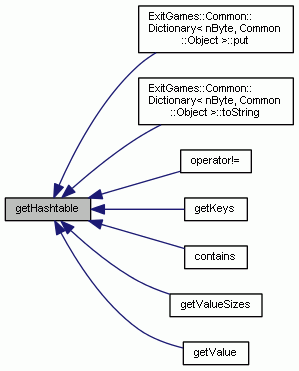 ExitGames::Common::
Dictionary< nByte, Common
::Object >::put
ExitGames::Common::
Dictionary< nByte, Common
::Object >::toString
operator!=
getHashtable
getKeys
contains
getValueSizes
getValue